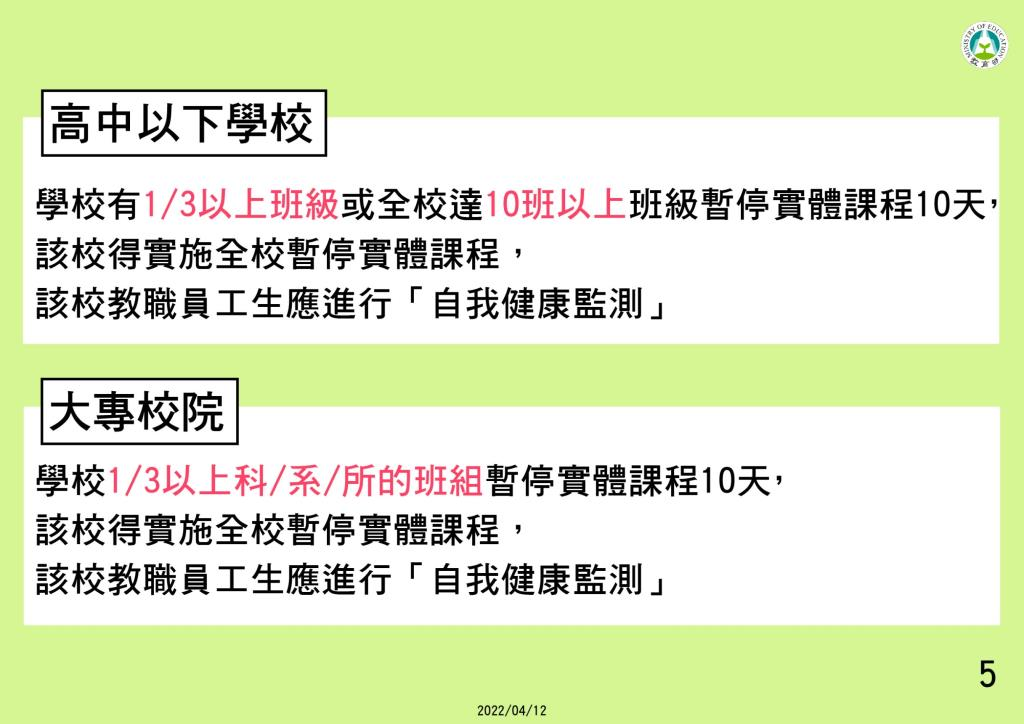 MINISTRY OF EDUCATION
教育部
高中以下學校
學校有1/3以上班級或全校達10班以上班級暫停實體課程10天，
該校得實施全校暫停實體課程，
該校教職員工生應進行「自我健康監測」
大專校院
學校1/3以上科/系/所的班組暫停實體課程10天，
該校得實施全校暫停實體課程，
該校教職員工生應進行「自我健康監測」
5
2022/04/12